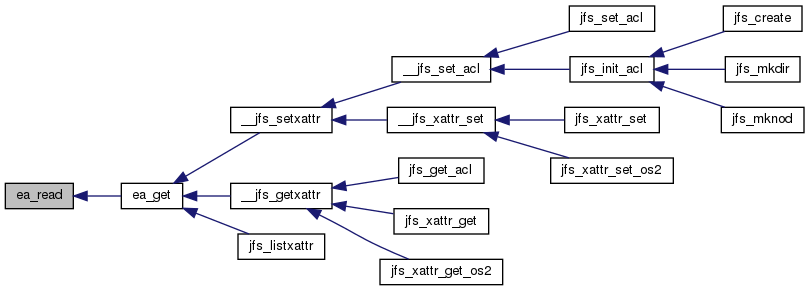 jfs_set_acl
jfs_create
__jfs_set_acl
jfs_init_acl
jfs_mkdir
__jfs_setxattr
__jfs_xattr_set
jfs_xattr_set
jfs_mknod
jfs_get_acl
jfs_xattr_set_os2
ea_read
ea_get
__jfs_getxattr
jfs_xattr_get
jfs_listxattr
jfs_xattr_get_os2